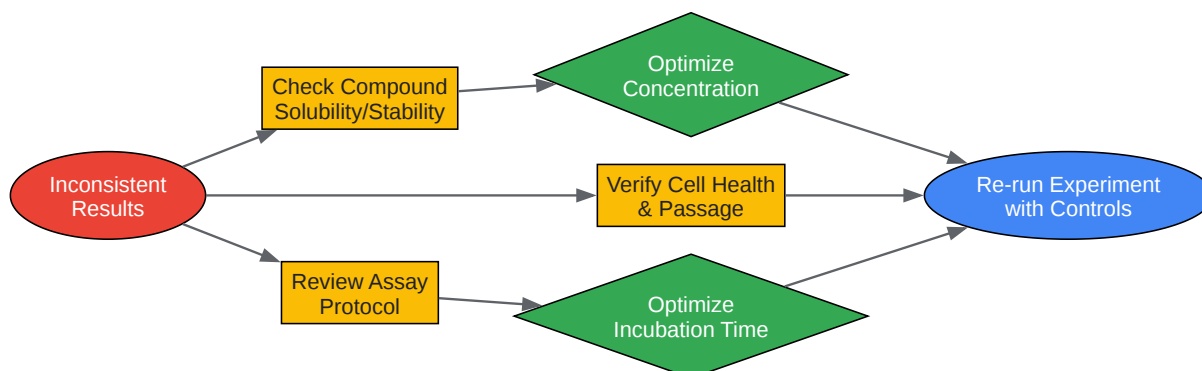 Inconsistent
Results
Check Compound
Solubility/Stability
Optimize
Concentration
Verify Cell Health
& Passage
Review Assay
Protocol
Optimize
Incubation Time
Re-run Experiment
with Controls